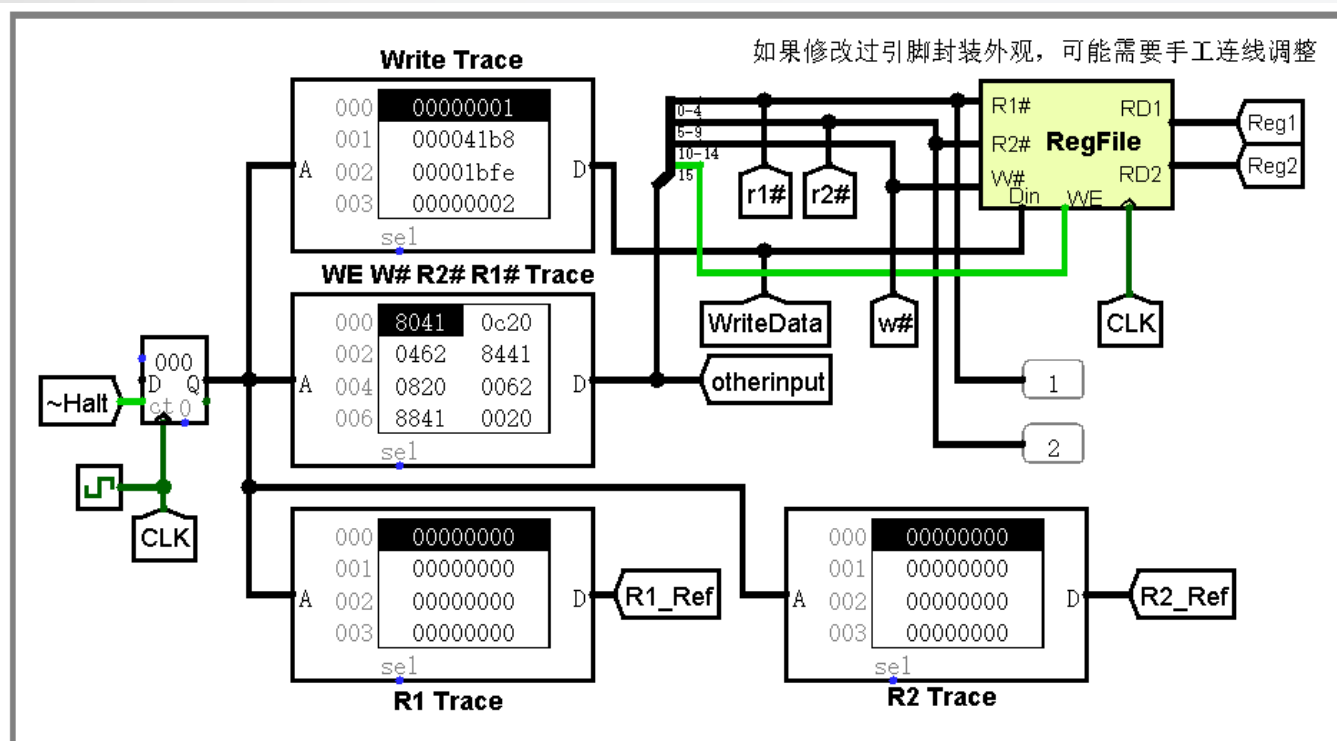 如果修改过引脚封装外观，可能需要手工连线调整
Write Trace
000 00000001
001 000041b8
002 00001bfe
003 00000002
A
D
sel
0-4
5-9
10-14
15
r1#
r2#
R1#
R2#
W#
Din
WE
RD1
RD2
RegFile
Reg1
Reg2
WE W# R2# R1# Trace
000 8041 0c20
002 0462 8441
004 0820 0062
006 8841 0020
A
D
sel
WriteData
w#
CLK
otherinput
1
2
~Halt
000
D Q
ct 0
CLK
000 00000000
001 00000000
002 00000000
003 00000000
A
D
sel
R1_Ref
R1 Trace
000 00000000
001 00000000
002 00000000
003 00000000
A
D
sel
R2_Ref
R2 Trace